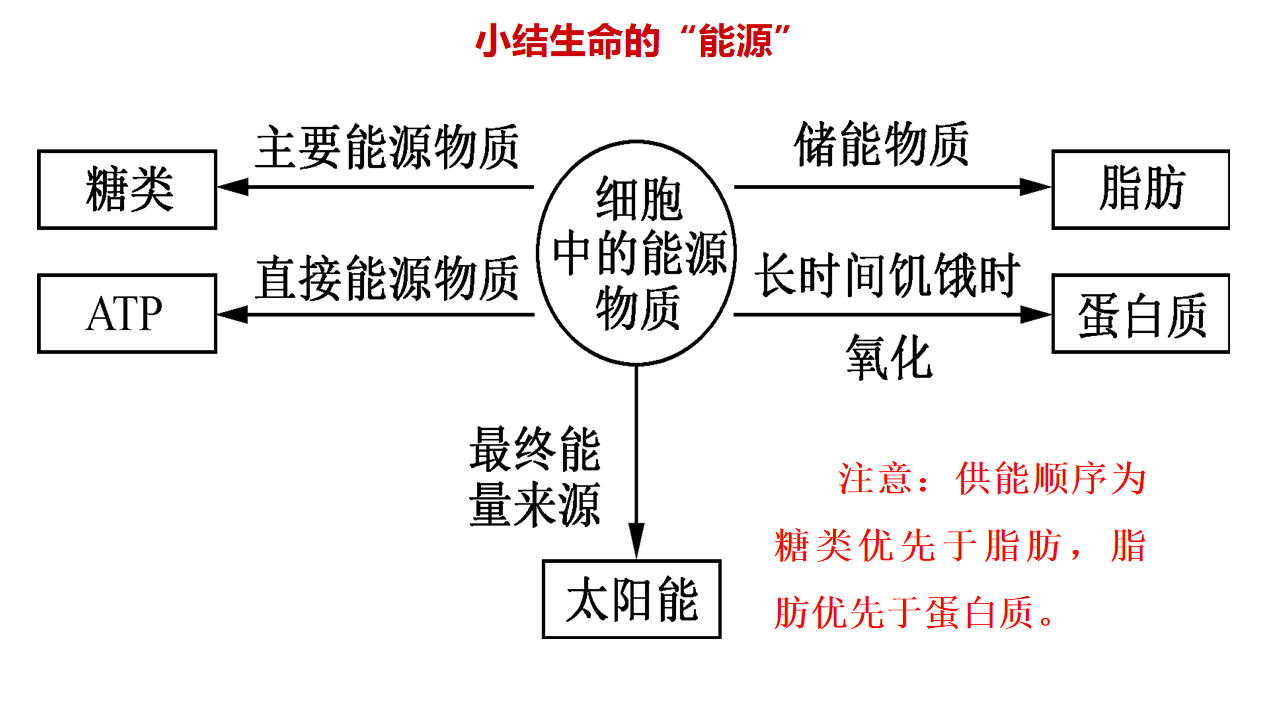 小结生命的“能源”
主要能源物质
储能物质
糖类
细胞
中的能源
物质
脂肪
直接能源物质
长时间饥饿时
氧化
ATP
蛋白质
最终能
量来源
太阳能
注意：供能顺序为
糖类优先于脂肪，脂
肪优先于蛋白质。